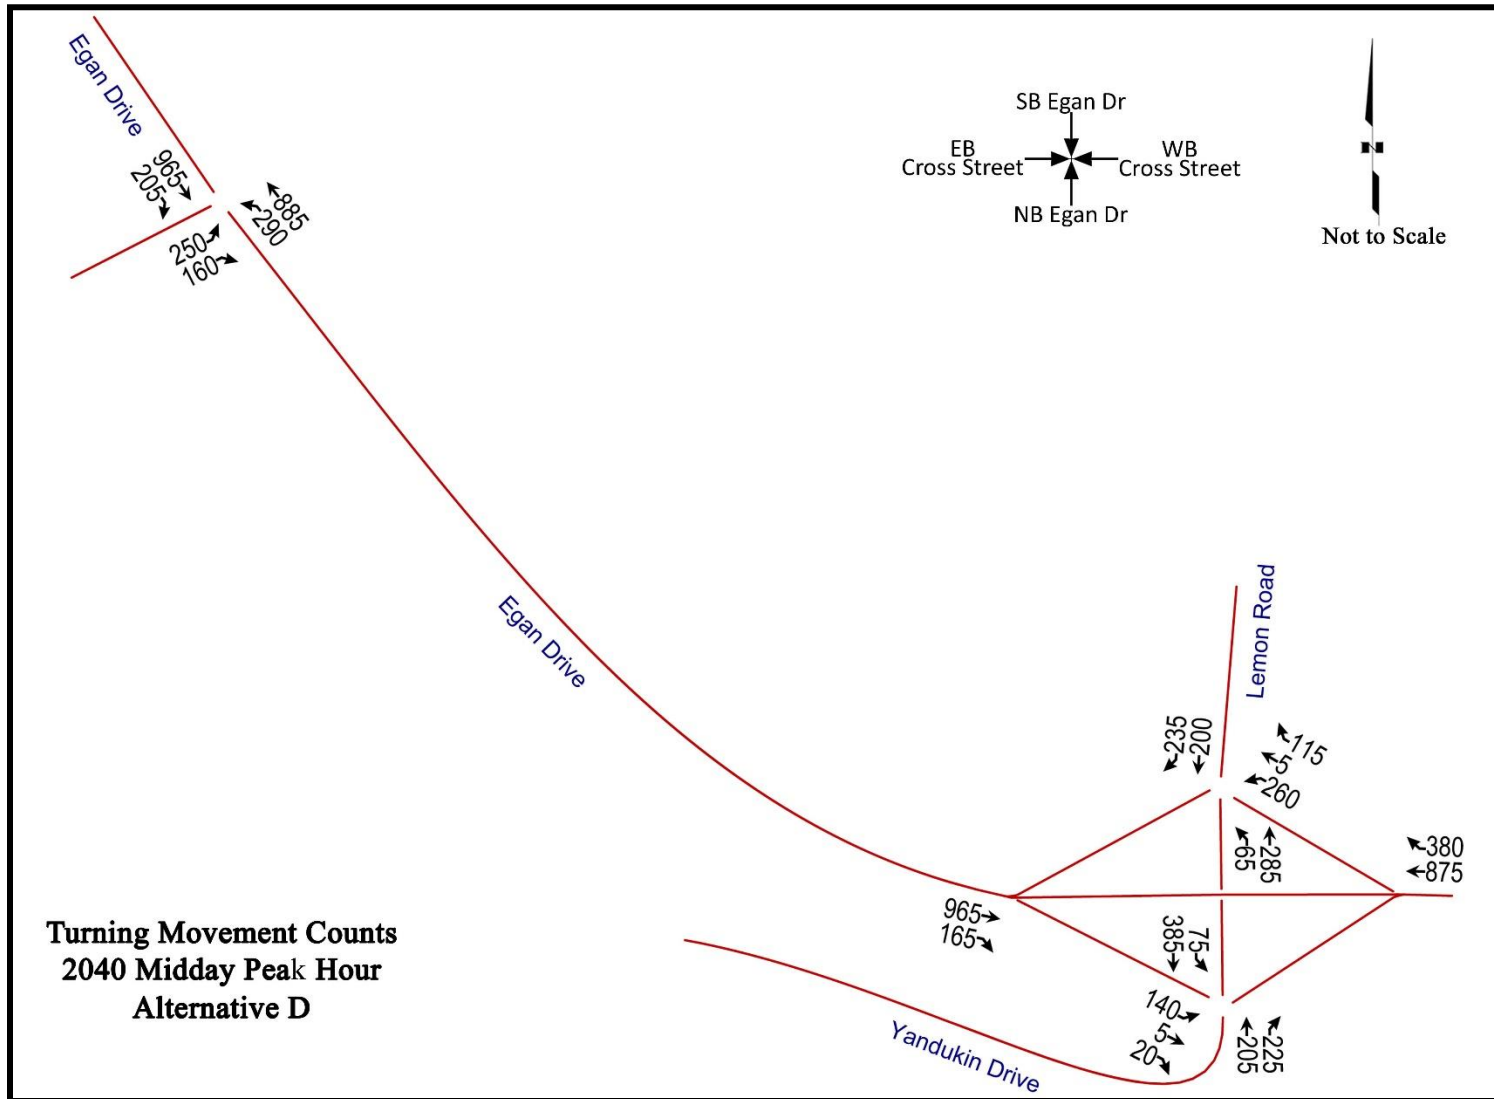 Egan Drive
965
205
885
290
250
160
SB Egan Dr
EB
Cross Street
WB
Cross Street
NB Egan Dr
N
Not to Scale
Egan Drive
Lemon Road
235
200
115
5
260
65
285
380
875
965
165
385
75
140
5
20
205
225
Yandukin Drive
Turning Movement Counts
2040 Midday Peak Hour
Alternative D